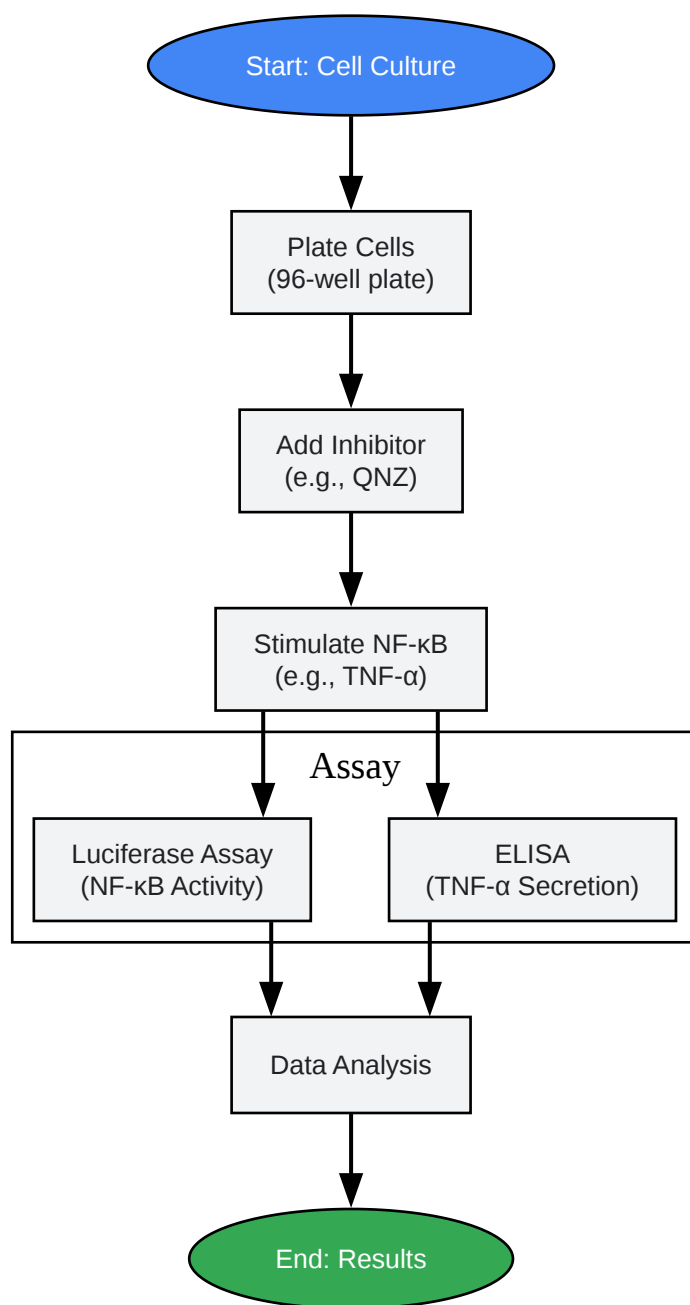 Start: Cell Culture
Plate Cells
(96-well plate)
Add Inhibitor
(e.g., QNZ)
Stimulate NF-κB
(e.g., TNF-α)
Assay
Luciferase Assay
(NF-κB Activity)
ELISA
(TNF-α Secretion)
Data Analysis
End: Results